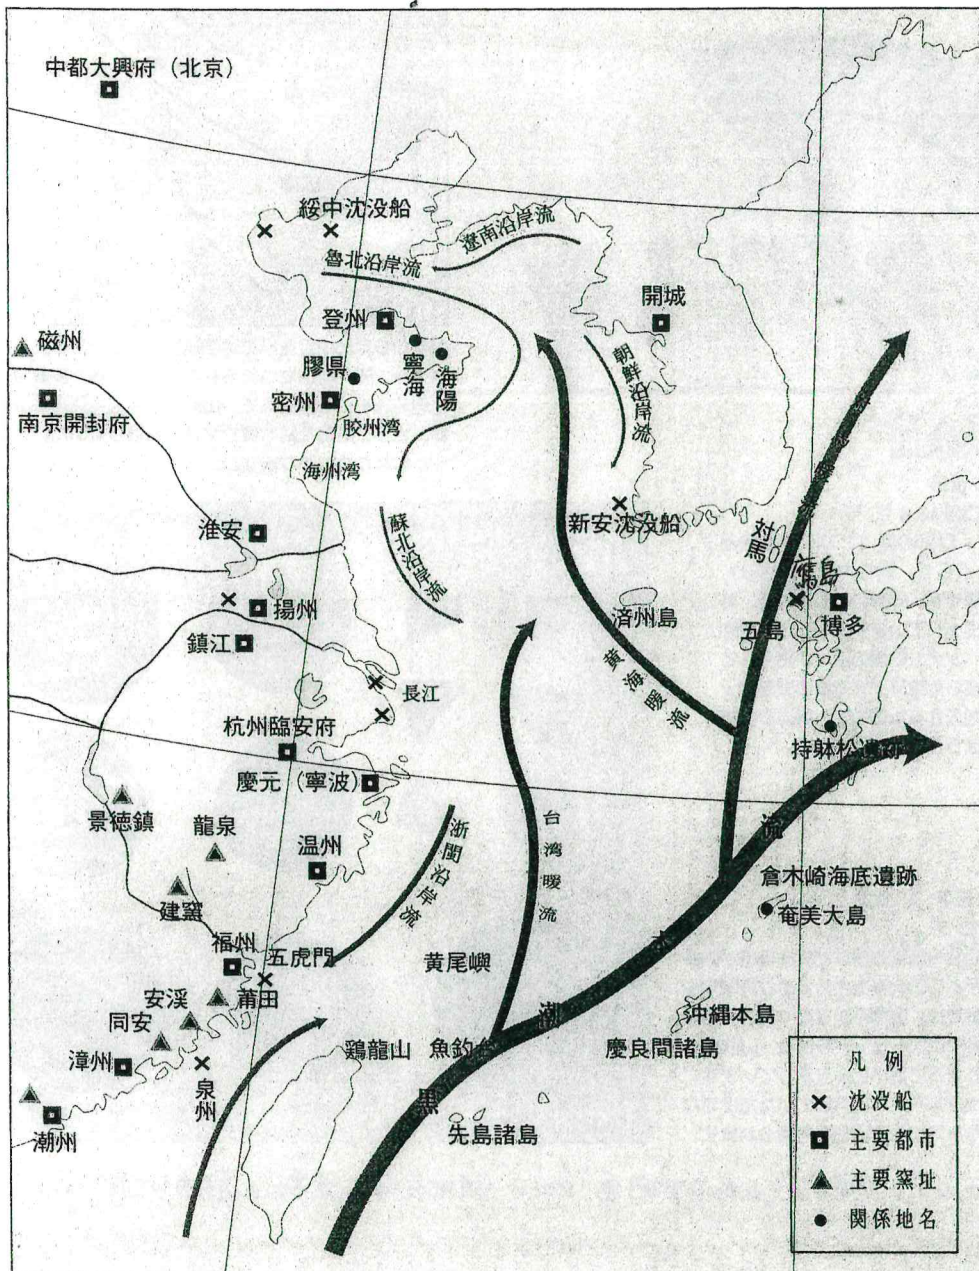 中都大興府（北京）
綏中沈没船
遼南沿岸流
魯北沿岸流
開城
登州
磁州
寧海
海陽
膠県
朝鮮沿岸流
密州
南京開封府
胶州湾
海州湾
新安沈没船
対馬
蘇北沿岸流
淮安
鷹島
揚州
済州島
五島
博多
鎮江
黄海暖流
長江
杭州臨安府
持躰松遺跡
慶元（寧波）
景徳鎮
龍泉
台湾暖流
温州
浙閩沿岸流
建窯
倉木崎海底遺跡
奄美大島
福州
五虎門
黄尾嶼
安渓
莆田
同安
沖縄本島
鶏龍山
魚釣台
慶良間諸島
漳州
泉州
黒潮本流
先島諸島
潮州
凡例
沈没船
主要都市
主要窯址
関係地名